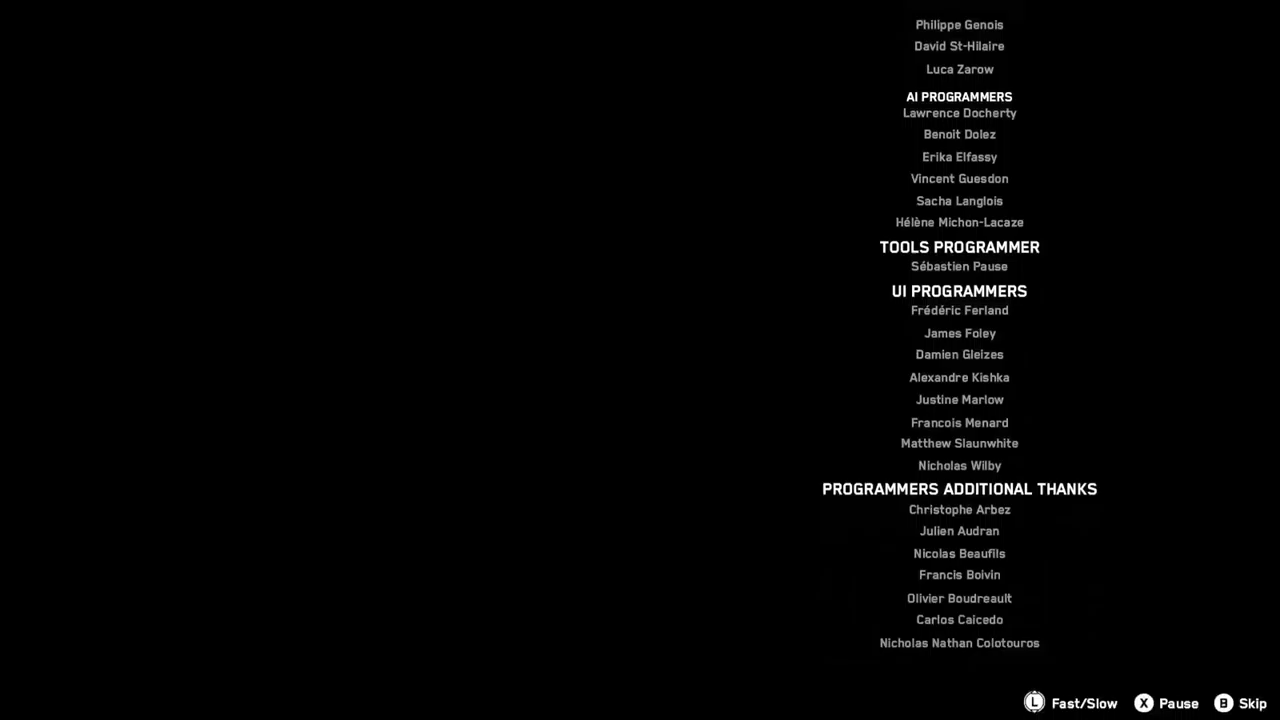 Philippe Genois
David St-Hilaire
Luca Zarow
AI PROGRAMMERS
Lawrence Docherty
Benoit Dolez
Erika Elfassy
Vincent Guesdon
Sacha Langlois
Hélène Michon-Lacaze
TOOLS PROGRAMMER
Sébastien Pause
UI PROGRAMMERS
Frédéric Ferland
James Foley
Damien Gleizes
Alexandre Kishka
Justine Marlow
Francois Menard
Matthew Slaunwhite
Nicholas Wilby
PROGRAMMERS ADDITIONAL THANKS
Christophe Arbez
Julien Audran
Nicolas Beaufils
Francis Boivin
Olivier Boudreault
Carlos Caicedo
Nicholas Nathan Colotouros
L Fast/Slow X Pause B Skip